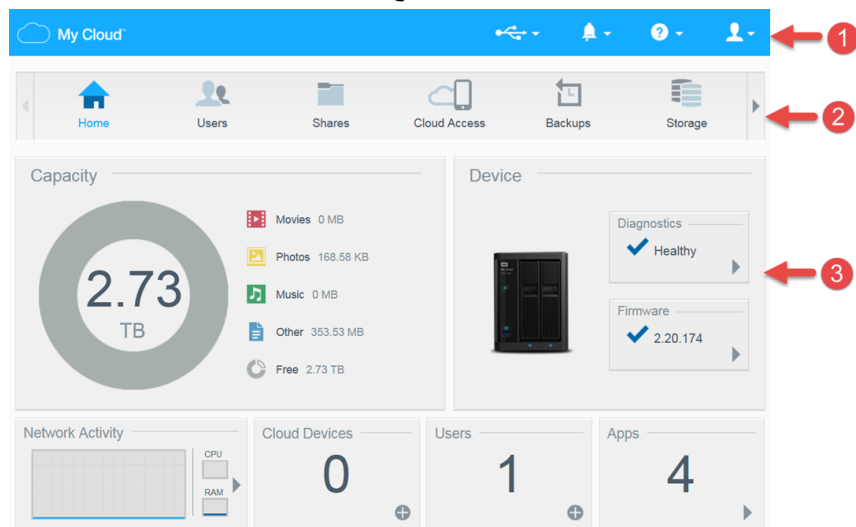 My Cloud™
1
Home
Users
Shares
Cloud Access
Backups
Storage
2
Capacity
2.73
TB
Movies 0 MB
Photos 168.58 KB
Music 0 MB
Other 353.53 MB
Free 2.73 TB
Device
Diagnostics
Healthy
Firmware
2.20.174
3
Network Activity
CPU
RAM
Cloud Devices
0
Users
1
Apps
4